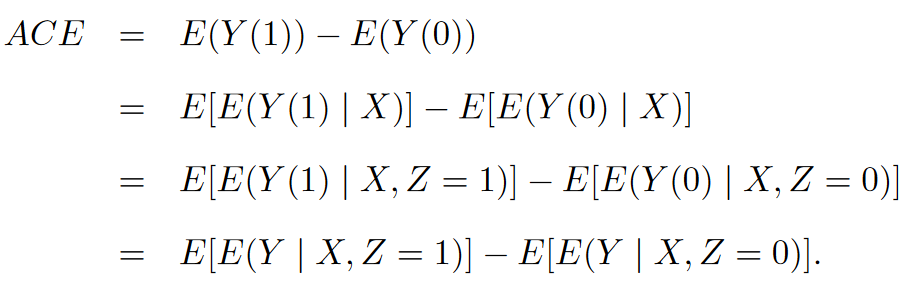 ACE = E(Y(1)) − E(Y(0))
= E[E(Y(1) | X)] − E[E(Y(0) | X)]
= E[E(Y(1) | X, Z = 1)] − E[E(Y(0) | X, Z = 0)]
= E[E(Y | X, Z = 1)] − E[E(Y | X, Z = 0)].